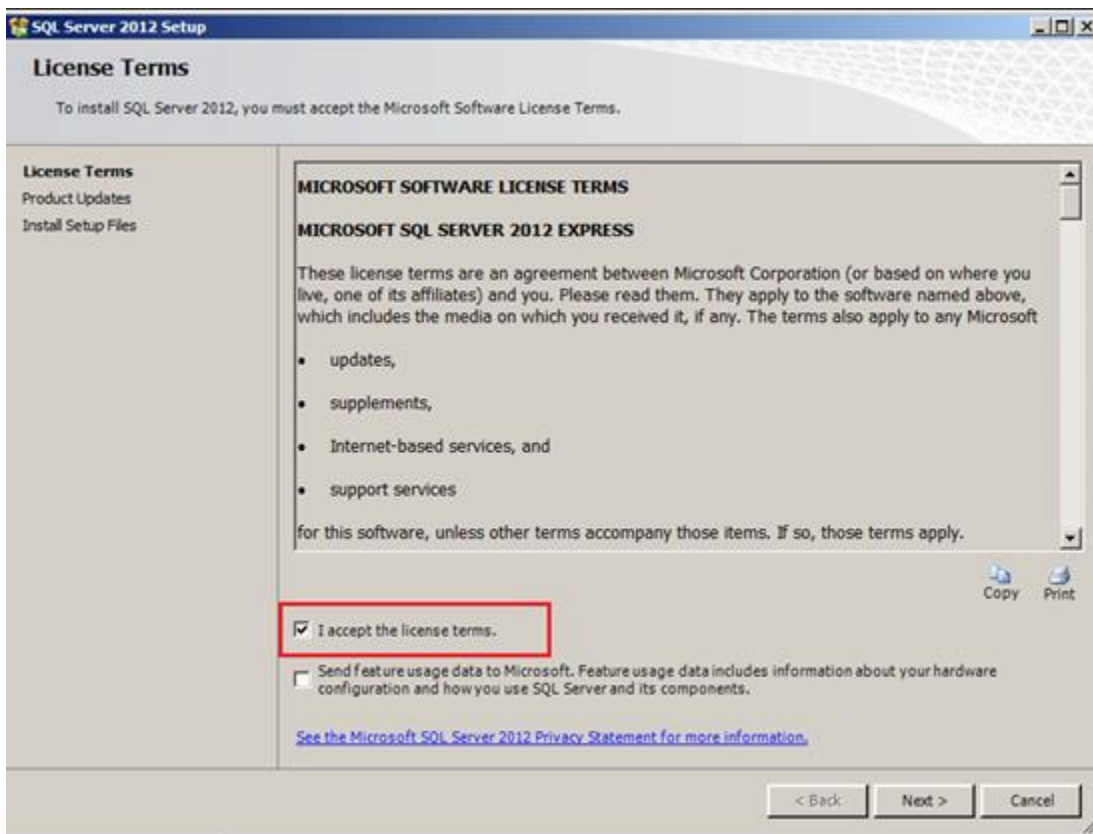 SQL Server 2012 Setup
License Terms
To install SQL Server 2012, you must accept the Microsoft Software License Terms.
License Terms
Product Updates
Install Setup Files
MICROSOFT SOFTWARE LICENSE TERMS
MICROSOFT SQL SERVER 2012 EXPRESS
These license terms are an agreement between Microsoft Corporation (or based on where you
live, one of its affiliates) and you. Please read them. They apply to the software named above,
which includes the media on which you received it, if any. The terms also apply to any Microsoft
• updates,
• supplements,
• Internet-based services, and
• support services
for this software, unless other terms accompany those items. If so, those terms apply.
Copy Print
I accept the license terms.
Send feature usage data to Microsoft. Feature usage data includes information about your hardware
configuration and how you use SQL Server and its components.
See the Microsoft SQL Server 2012 Privacy Statement for more information.
< Back Next > Cancel